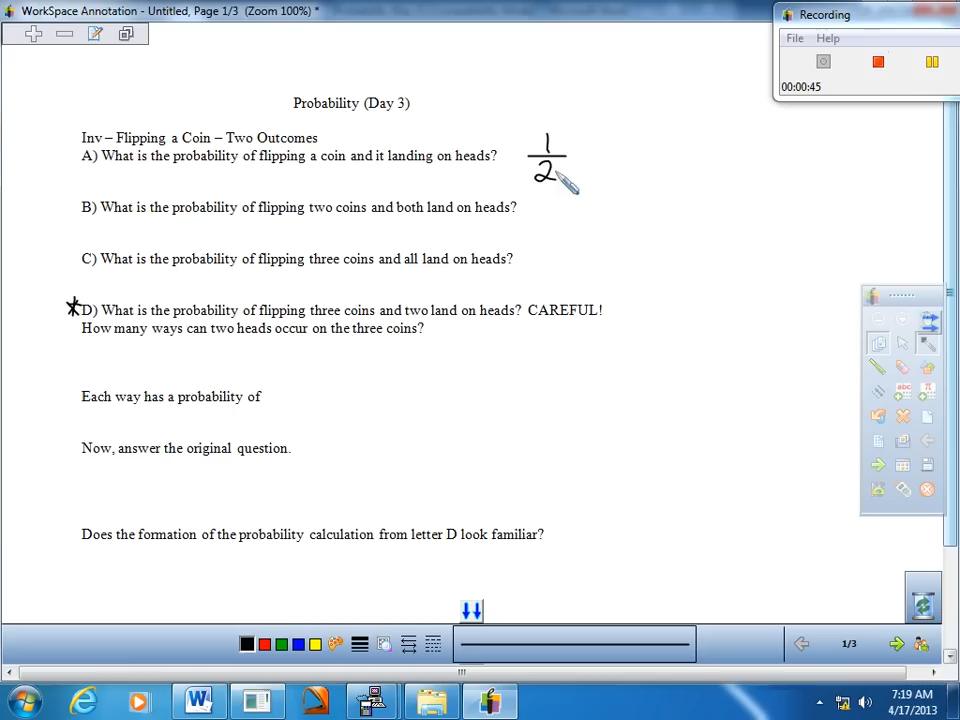 WorkSpace Annotation - Untitled, Page 1/3 (Zoom 100%) *
Recording
File Help
00:00:45
Probability (Day 3)
Inv – Flipping a Coin – Two Outcomes
A) What is the probability of flipping a coin and it landing on heads?
1
2
B) What is the probability of flipping two coins and both land on heads?
C) What is the probability of flipping three coins and all land on heads?
D) What is the probability of flipping three coins and two land on heads? CAREFUL!
How many ways can two heads occur on the three coins?
Each way has a probability of
Now, answer the original question.
Does the formation of the probability calculation from letter D look familiar?
abc
π
1/3
7:19 AM
4/17/2013